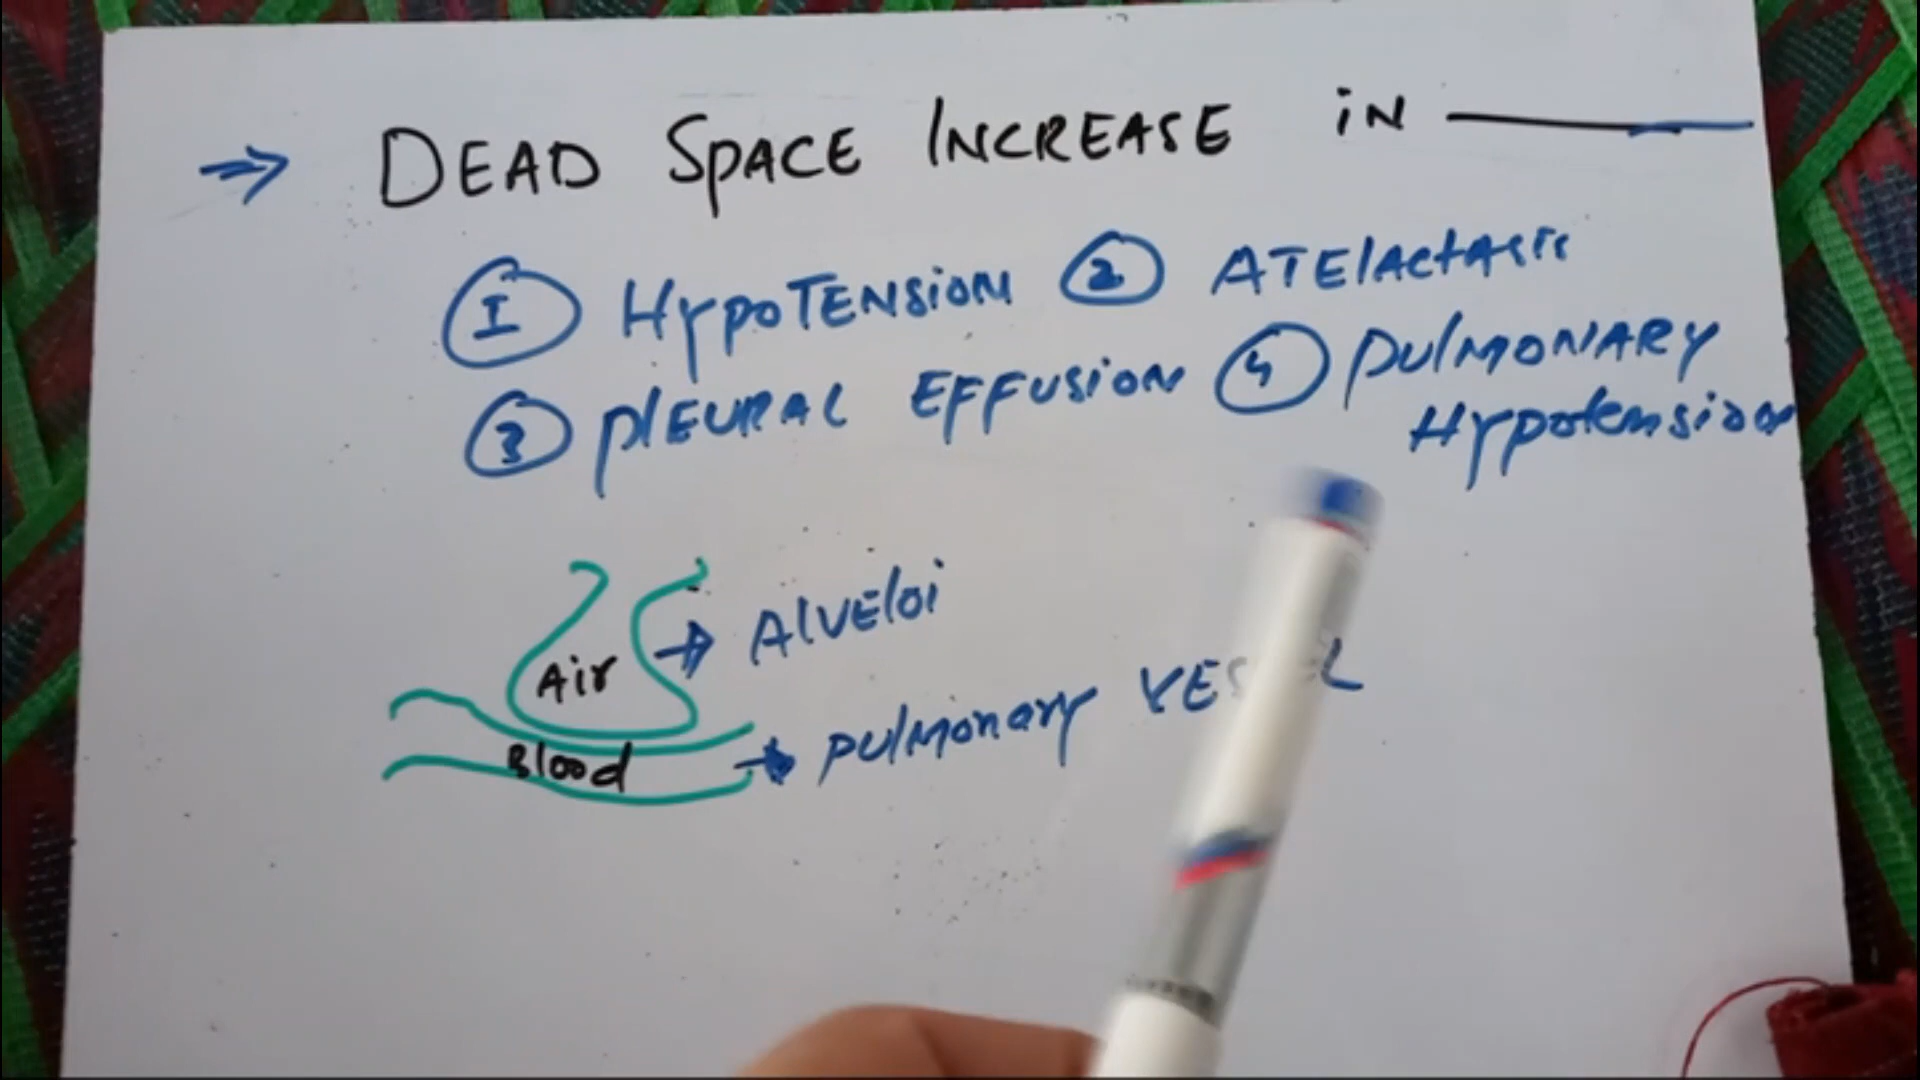 ⇒ DEAD SPACE INCREASE iN
① HYPOTENSION ② ATElActASIS
③ PlEURAL EFFUSION ④ PUlMONARY
HYpotension
AlVEloi
Air
PUlMonary
Blood